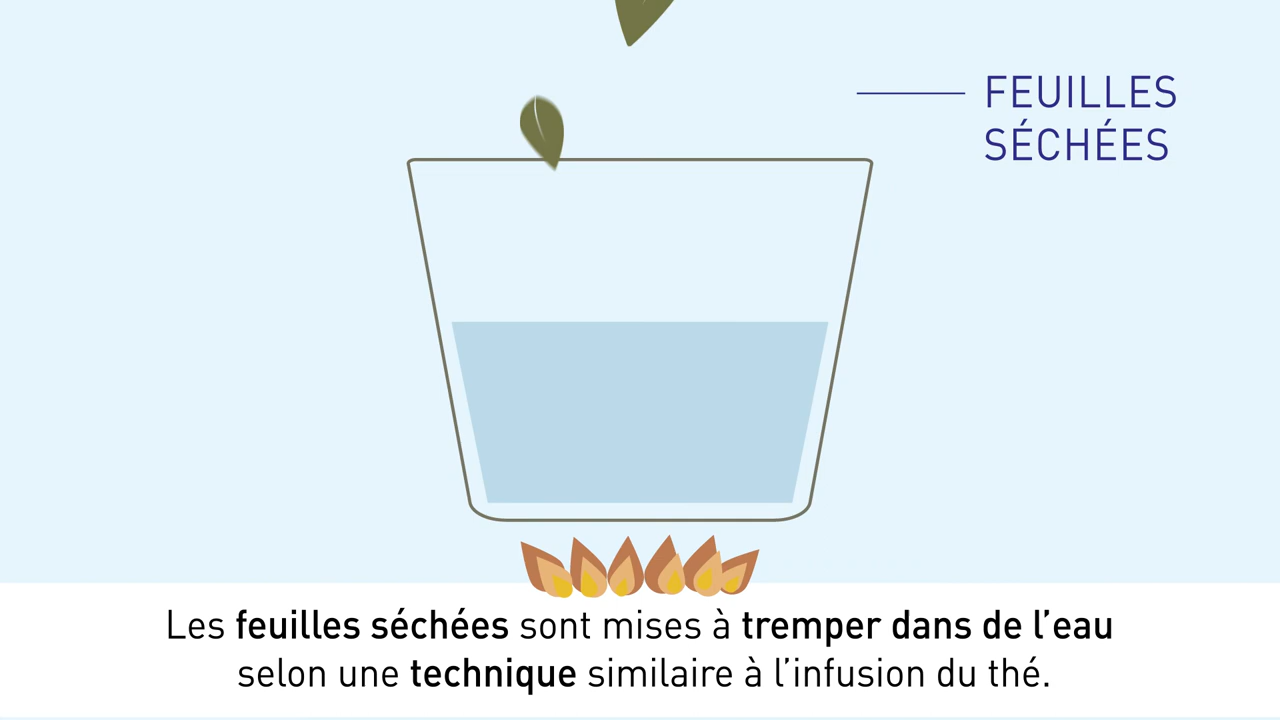 FEUILLES
SÉCHÉES
Les feuilles séchées sont mises à tremper dans de l’eau
selon une technique similaire à l’infusion du thé.